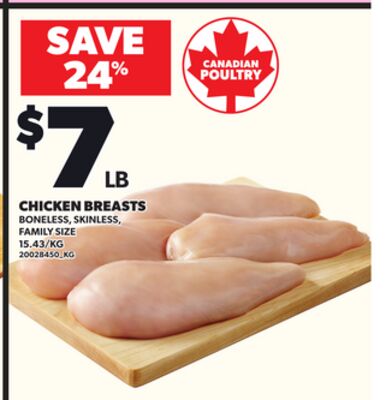 SAVE
24%
CANADIAN
POULTRY
$7
LB
CHICKEN BREASTS
BONELESS, SKINLESS,
FAMILY SIZE
15.43/KG
20028450_KG